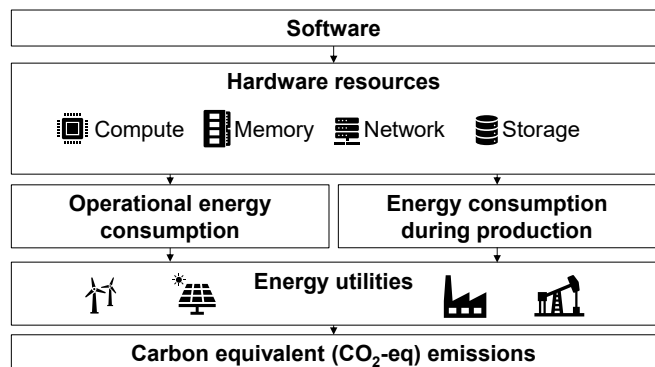 Software
Hardware resources
Compute Memory Network Storage
Operational energy
consumption
Energy consumption
during production
Energy utilities
Carbon equivalent (CO₂-eq) emissions